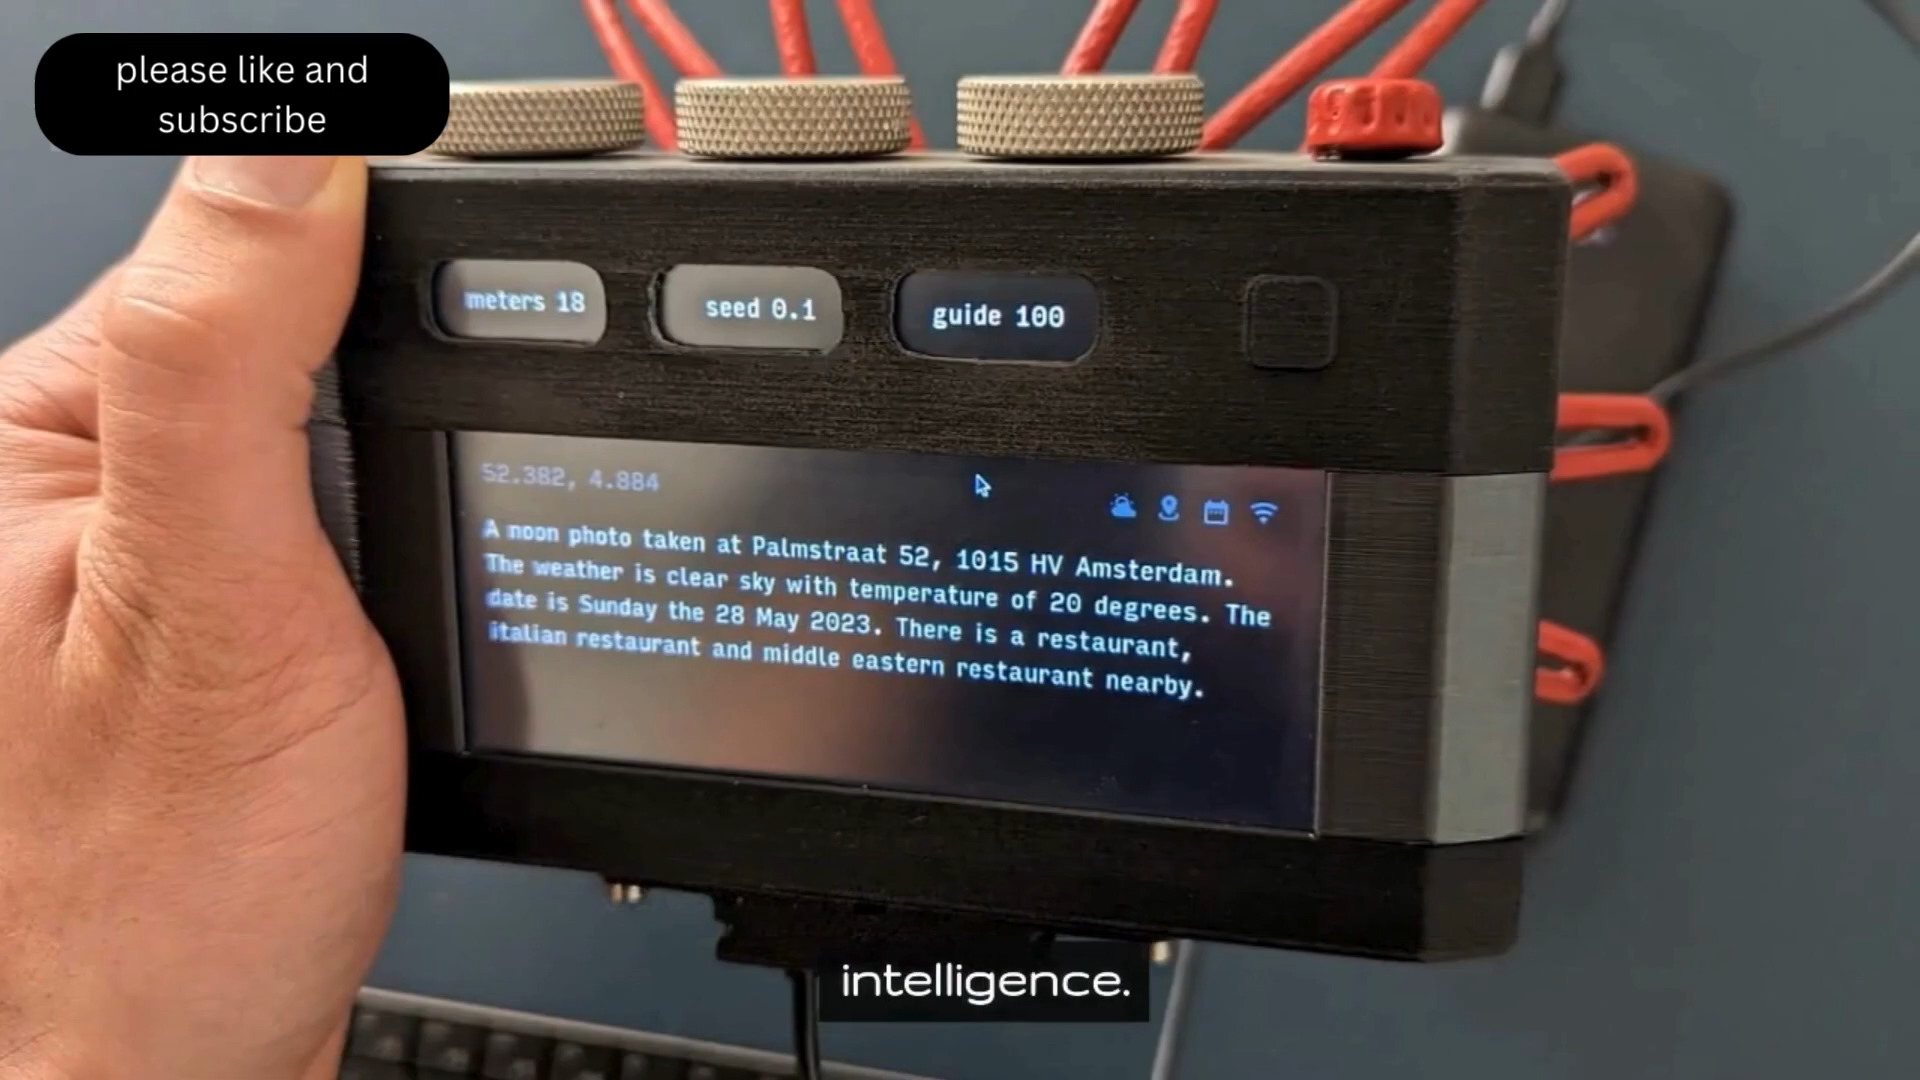 please like and
subscribe
meters 18
seed 0.1
guide 100
52.382, 4.884
A noon photo taken at Palmstraat 52, 1015 HV Amsterdam.
The weather is clear sky with temperature of 20 degrees. The
date is Sunday the 28 May 2023. There is a restaurant,
italian restaurant and middle eastern restaurant nearby.
intelligence.